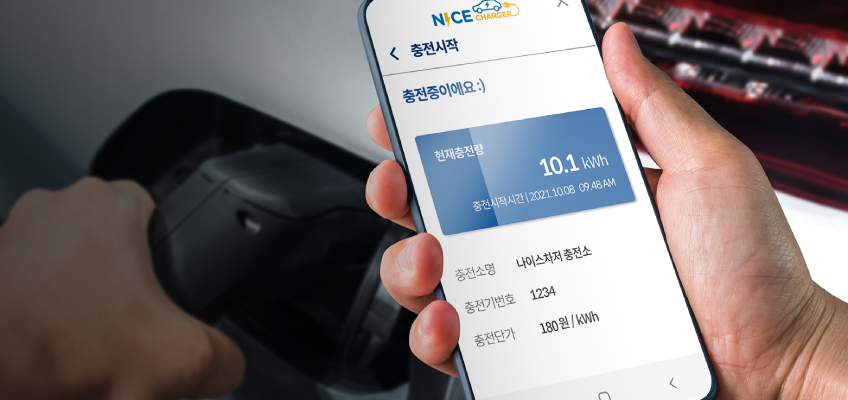 NICE CHARGER
충전시작
충전중이에요 :)
현재충전량
10.1 kWh
충전시작시간 | 2021.10.08 09.48 AM
충전소명 나이스차저 충전소
충전기번호 1234
충전단가 180원 / kWh